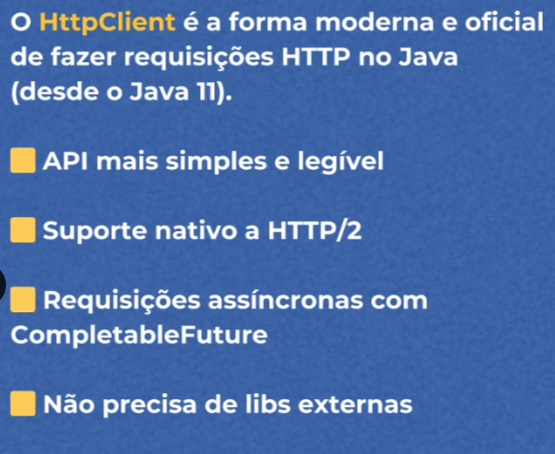 O HttpClient é a forma moderna e oficial
de fazer requisições HTTP no Java
(desde o Java 11).
API mais simples e legível
Suporte nativo a HTTP/2
Requisições assíncronas com
CompletableFuture
Não precisa de libs externas